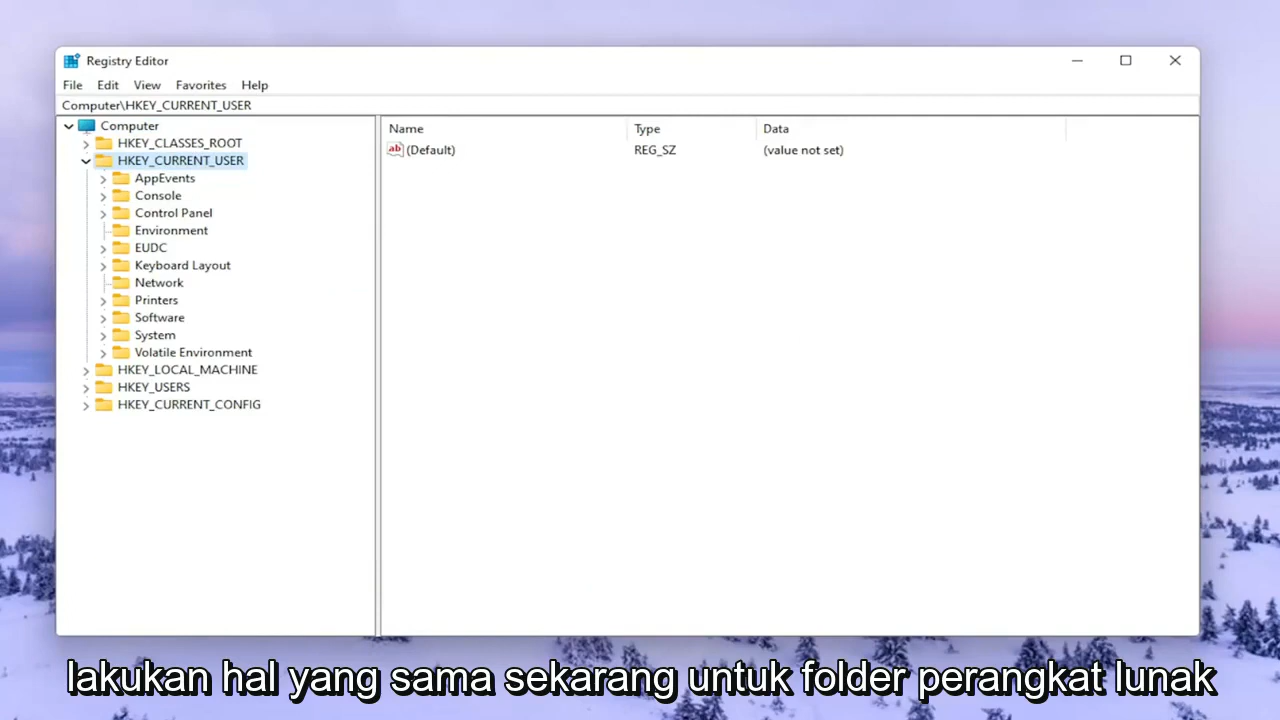 Registry Editor
File Edit View Favorites Help
Computer\HKEY_CURRENT_USER
Computer
HKEY_CLASSES_ROOT
HKEY_CURRENT_USER
AppEvents
Console
Control Panel
Environment
EUDC
Keyboard Layout
Network
Printers
Software
System
Volatile Environment
HKEY_LOCAL_MACHINE
HKEY_USERS
HKEY_CURRENT_CONFIG
Name Type Data
ab (Default) REG_SZ (value not set)
lakukan hal yang sama sekarang untuk folder perangkat lunak